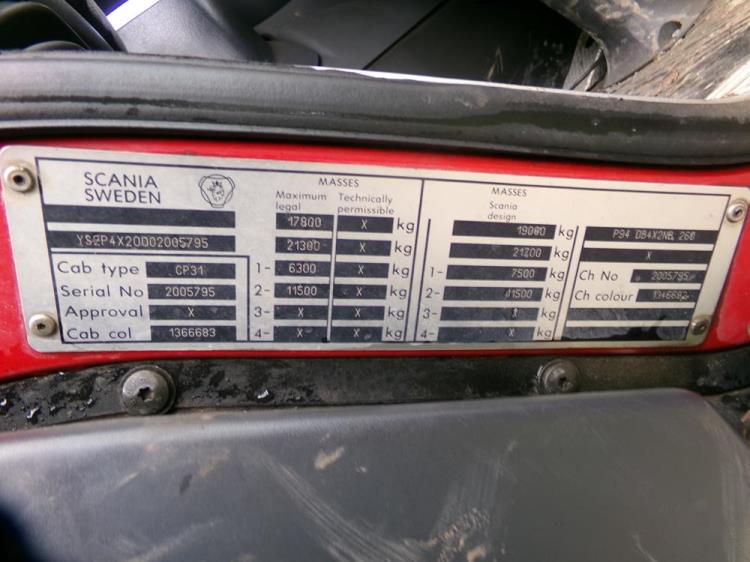 SCANIA
SWEDEN
YS2P4X20002005795
Cab type CP31
Serial No 2005795
Approval X
Cab col 1366683
MASSES
Maximum legal
Technically permissible
17800 X kg
21300 X kg
1- 6300 X kg
2- 11500 X kg
3- X X kg
4- X X kg
MASSES
Scania design
19000 kg
21200 kg
1- 7500 kg
2- 11500 kg
3- X kg
4- X kg
P94 DB4X2NB 260
X
Ch No 2005795
Ch colour